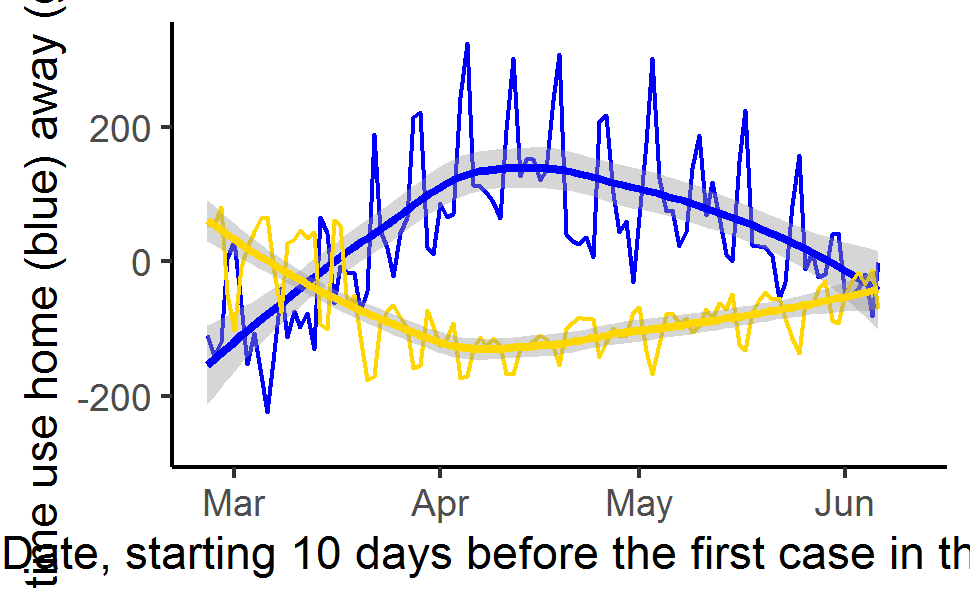 time use home (blue) away (
200
0
-200
Mar Apr May Jun
Date, starting 10 days before the first case in th